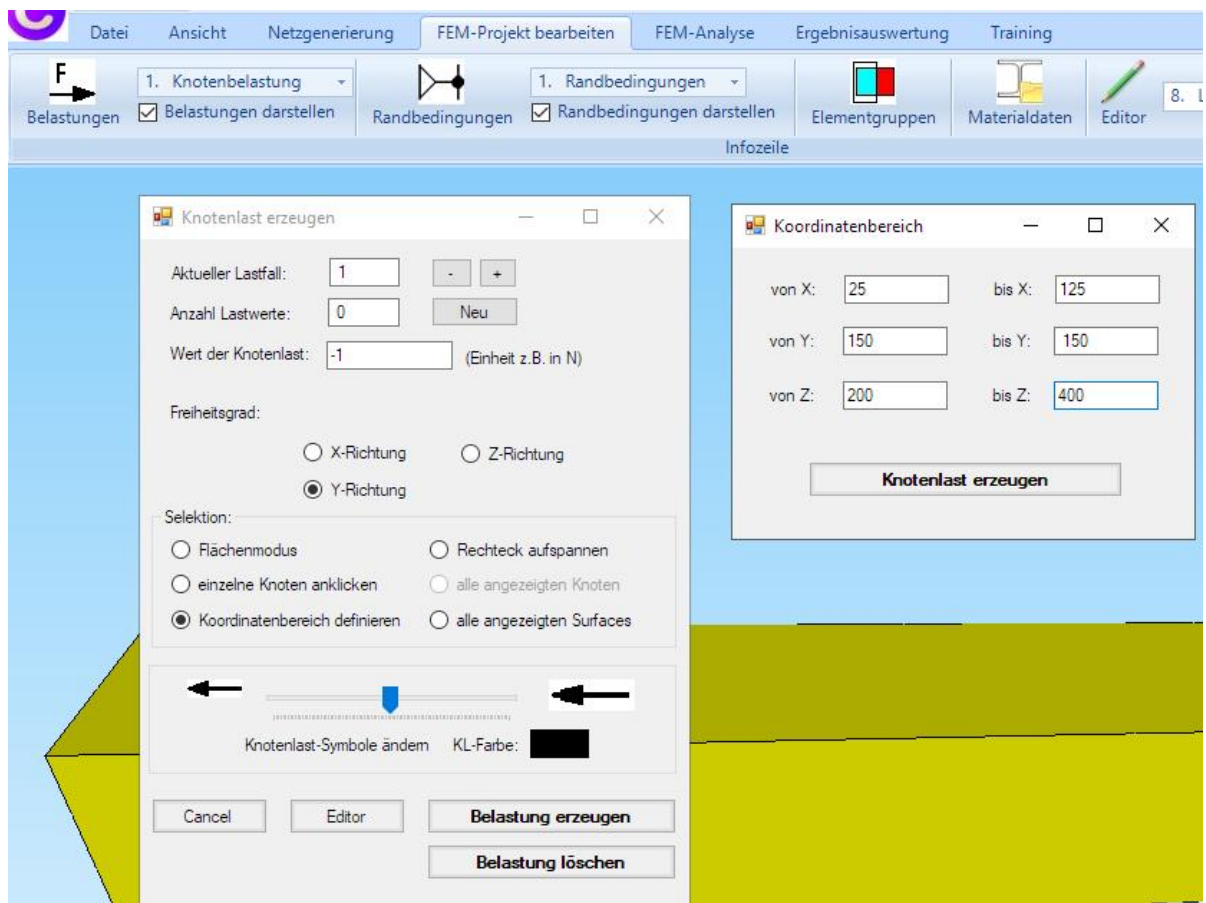 Datei Ansicht Netzgenerierung FEM-Projekt bearbeiten FEM-Analyse Ergebnisauswertung Training
F 1. Knotenbelastung 1. Randbedingungen 8.
Belastungen Belastungen darstellen Randbedingungen Randbedingungen darstellen Elementgruppen Materialdaten Editor
Infozeile
Knotenlast erzeugen
Aktueller Lastfall: 1 - +
Anzahl Lastwerte: 0 Neu
Wert der Knotenlast: -1 (Einheit z.B. in N)
Freiheitsgrad:
X-Richtung Z-Richtung
Y-Richtung
Selektion:
Flächenmodus Rechteck aufspannen
einzelne Knoten anklicken alle angezeigten Knoten
Koordinatenbereich definieren alle angezeigten Surfaces
Knotenlast-Symbole ändern KL-Farbe:
Cancel Editor Belastung erzeugen
Belastung löschen
Koordinatenbereich
von X: 25 bis X: 125
von Y: 150 bis Y: 150
von Z: 200 bis Z: 400
Knotenlast erzeugen